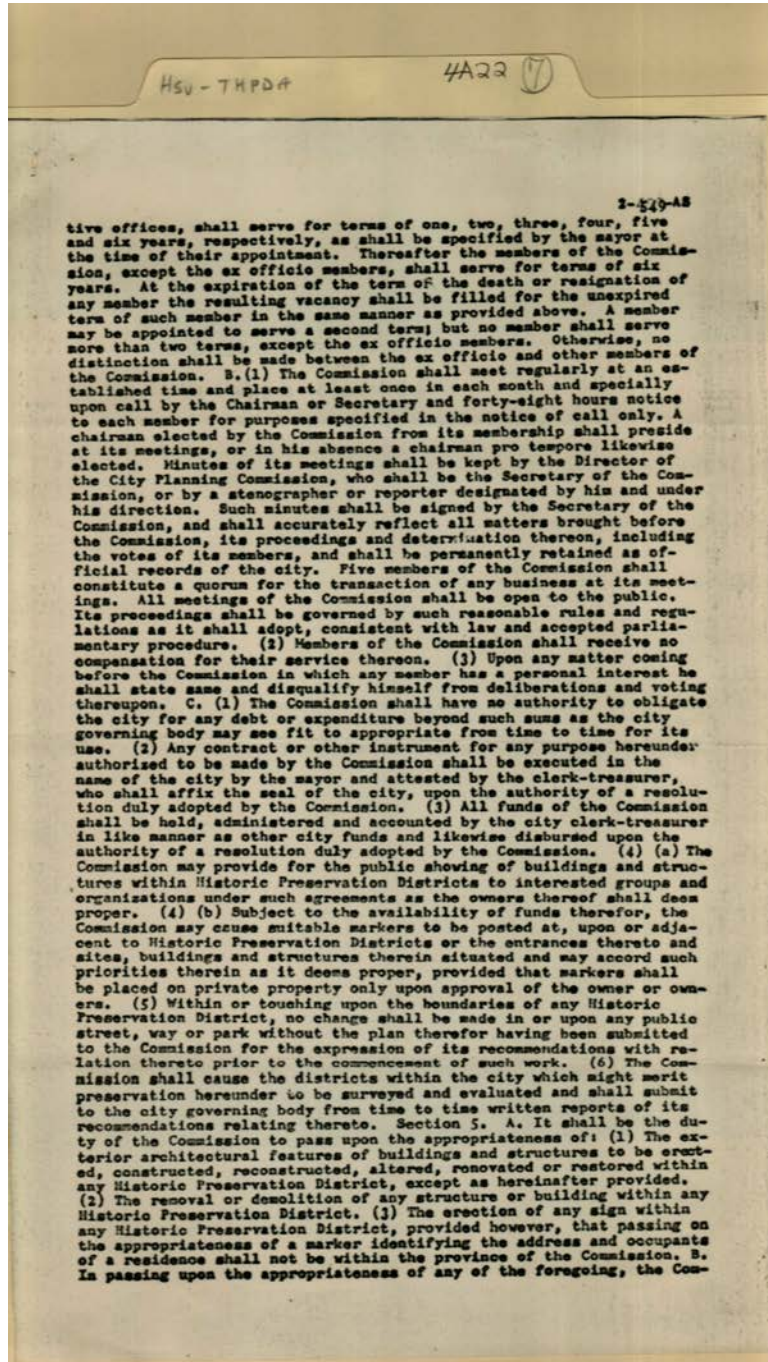 HSU - THPDA
4A22 (7)
2-549-AS
tive offices, shall serve for terms of one, two, three, four, five
and six years, respectively, as shall be specified by the mayor at
the time of their appointment. Thereafter the members of the Commis-
sion, except the ex officio members, shall serve for terms of six
years. At the expiration of the term of the death or resignation of
any member the resulting vacancy shall be filled for the unexpired
term of such member in the same manner as provided above. A member
may be appointed to serve a second term; but no member shall serve
more than two terms, except the ex officio members. Otherwise, no
distinction shall be made between the ex officio and other members of
the Commission. B.(1) The Commission shall meet regularly at an es-
tablished time and place at least once in each month and specially
upon call by the Chairman or Secretary and forty-eight hours notice
to each member for purposes specified in the notice of call only. A
chairman elected by the Commission from its membership shall preside
at its meetings, or in his absence a chairman pro tempore likewise
elected. Minutes of its meetings shall be kept by the Director of
the City Planning Commission, who shall be the Secretary of the Com-
mission, or by a stenographer or reporter designated by him and under
his direction. Such minutes shall be signed by the Secretary of the
Commission, and shall accurately reflect all matters brought before
the Commission, its proceedings and determination thereon, including
the votes of its members, and shall be permanently retained as of-
ficial records of the city. Five members of the Commission shall
constitute a quorum for the transaction of any business at its meet-
ings. All meetings of the Commission shall be open to the public.
Its proceedings shall be governed by such reasonable rules and regu-
lations as it shall adopt, consistent with law and accepted parlia-
mentary procedure. (2) Members of the Commission shall receive no
compensation for their service thereon. (3) Upon any matter coming
before the Commission in which any member has a personal interest he
shall state same and disqualify himself from deliberations and voting
thereupon. C. (1) The Commission shall have no authority to obligate
the city for any debt or expenditure beyond such sums as the city
governing body may see fit to appropriate from time to time for its
use. (2) Any contract or other instrument for any purpose hereunder
authorized to be made by the Commission shall be executed in the
name of the city by the mayor and attested by the clerk-treasurer,
who shall affix the seal of the city, upon the authority of a resolu-
tion duly adopted by the Commission. (3) All funds of the Commission
shall be held, administered and accounted by the city clerk-treasurer
in like manner as other city funds and likewise disbursed upon the
authority of a resolution duly adopted by the Commission. (4) (a) The
Commission may provide for the public showing of buildings and struc-
tures within Historic Preservation Districts to interested groups and
organizations under such agreements as the owners thereof shall deem
proper. (4) (b) Subject to the availability of funds therefor, the
Commission may cause suitable markers to be posted at, upon or adja-
cent to Historic Preservation Districts or the entrances thereto and
sites, buildings and structures therein situated and may accord such
priorities therein as it deems proper, provided that markers shall
be placed on private property only upon approval of the owner or own-
ers. (5) Within or touching upon the boundaries of any Historic
Preservation District, no change shall be made in or upon any public
street, way or park without the plan therefor having been submitted
to the Commission for the expression of its recommendations with re-
lation thereto prior to the commencement of such work. (6) The Com-
mission shall cause the districts within the city which might merit
preservation hereunder to be surveyed and evaluated and shall submit
to the city governing body from time to time written reports of its
recommendations relating thereto. Section 5. A. It shall be the du-
ty of the Commission to pass upon the appropriateness of: (1) The ex-
terior architectural features of buildings and structures to be erect-
ed, constructed, reconstructed, altered, renovated or restored within
any Historic Preservation District, except as hereinafter provided.
(2) The removal or demolition of any structure or building within any
Historic Preservation District. (3) The erection of any sign within
any Historic Preservation District, provided however, that passing on
the appropriateness of a marker identifying the address and occupants
of a residence shall not be within the province of the Commission. B.
In passing upon the appropriateness of any of the foregoing, the Com-